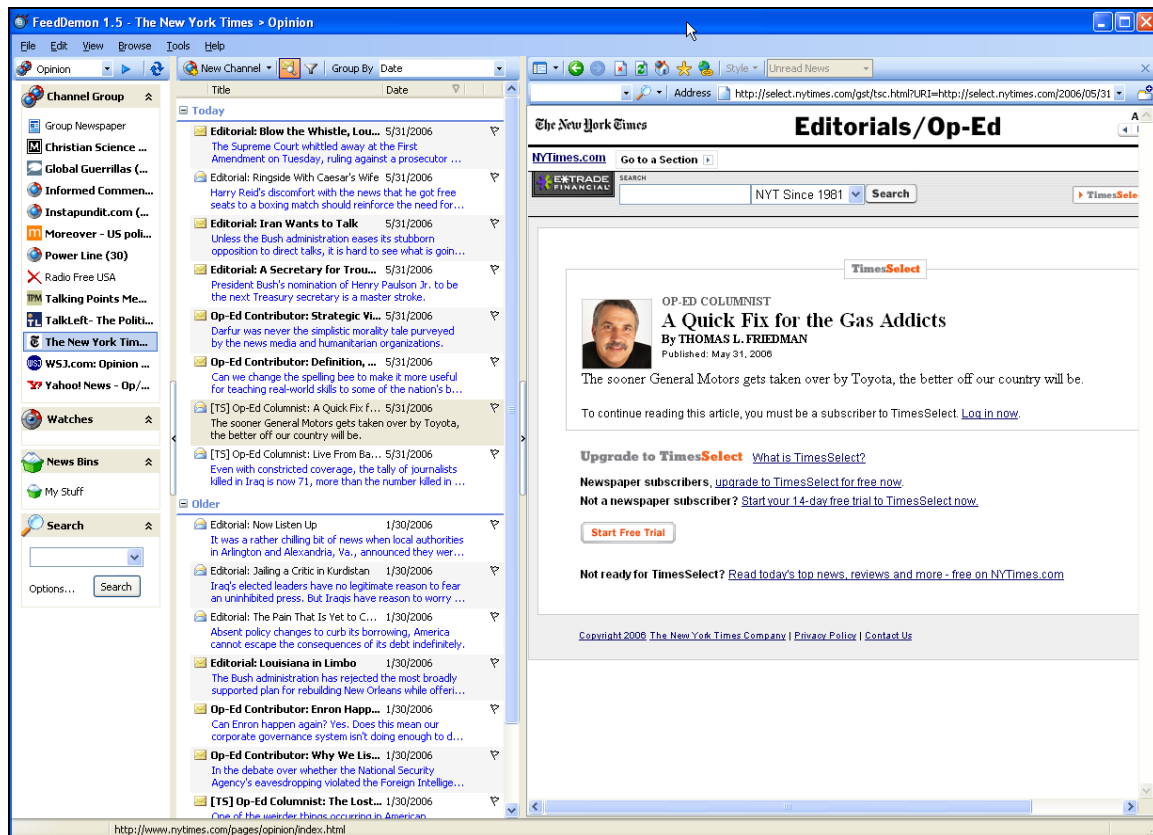 FeedDemon 1.5 - The New York Times > Opinion
File Edit View Browse Tools Help
Opinion
New Channel
Group By Date
Style
Unread News
Address http://select.nytimes.com/gst/tsc.html?URI=http://select.nytimes.com/2006/05/31
Channel Group
Group Newspaper
Christian Science ...
Global Guerrillas (...
Informed Commen...
Instapundit.com (...
Moreover - US poli...
Power Line (30)
Radio Free USA
TPM Talking Points Me...
TL TalkLeft- The Politi...
The New York Tim...
WSJ WSJ.com: Opinion ...
Y? Yahoo! News - Op/...
Watches
News Bins
My Stuff
Search
Options... Search
Title Date
Today
Editorial: Blow the Whistle, Lou... 5/31/2006
The Supreme Court whittled away at the First
Amendment on Tuesday, ruling against a prosecutor ...
Editorial: Ringside With Caesar's Wife 5/31/2006
Harry Reid's discomfort with the news that he got free
seats to a boxing match should reinforce the need for...
Editorial: Iran Wants to Talk 5/31/2006
Unless the Bush administration eases its stubborn
opposition to direct talks, it is hard to see what is goin...
Editorial: A Secretary for Trou... 5/31/2006
President Bush's nomination of Henry Paulson Jr. to be
the next Treasury secretary is a master stroke.
Op-Ed Contributor: Strategic Vi... 5/31/2006
Darfur was never the simplistic morality tale purveyed
by the news media and humanitarian organizations.
Op-Ed Contributor: Definition, ... 5/31/2006
Can we change the spelling bee to make it more useful
for teaching real-world skills to some of the nation's b...
[TS] Op-Ed Columnist: A Quick Fix f... 5/31/2006
The sooner General Motors gets taken over by Toyota,
the better off our country will be.
[TS] Op-Ed Columnist: Live From Ba... 5/31/2006
Even with constricted coverage, the tally of journalists
killed in Iraq is now 71, more than the number killed in ...
Older
Editorial: Now Listen Up 1/30/2006
It was a rather chilling bit of news when local authorities
in Arlington and Alexandria, Va., announced they wer...
Editorial: Jailing a Critic in Kurdistan 1/30/2006
Iraq's elected leaders have no legitimate reason to fear
an uninhibited press. But Iraqis have reason to worry ...
Editorial: The Pain That Is Yet to C... 1/30/2006
Absent policy changes to curb its borrowing, America
cannot escape the consequences of its debt indefinitely.
Editorial: Louisiana in Limbo 1/30/2006
The Bush administration has rejected the most broadly
supported plan for rebuilding New Orleans while offeri...
Op-Ed Contributor: Enron Happ... 1/30/2006
Can Enron happen again? Yes. Does this mean our
corporate governance system isn't doing enough to d...
Op-Ed Contributor: Why We Lis... 1/30/2006
In the debate over whether the National Security
Agency's eavesdropping violated the Foreign Intellige...
[TS] Op-Ed Columnist: The Lost... 1/30/2006
One of the weirder things occurring in American
The New York Times
Editorials/Op-Ed
A
NYTimes.com Go to a Section
E*TRADE FINANCIAL
SEARCH
NYT Since 1981 Search
TimesSele
TimesSelect
OP-ED COLUMNIST
A Quick Fix for the Gas Addicts
By THOMAS L. FRIEDMAN
Published: May 31, 2006
The sooner General Motors gets taken over by Toyota, the better off our country will be.
To continue reading this article, you must be a subscriber to TimesSelect. Log in now.
Upgrade to TimesSelect What is TimesSelect?
Newspaper subscribers, upgrade to TimesSelect for free now.
Not a newspaper subscriber? Start your 14-day free trial to TimesSelect now.
Start Free Trial
Not ready for TimesSelect? Read today's top news, reviews and more - free on NYTimes.com
Copyright 2006 The New York Times Company | Privacy Policy | Contact Us
http://www.nytimes.com/pages/opinion/index.html